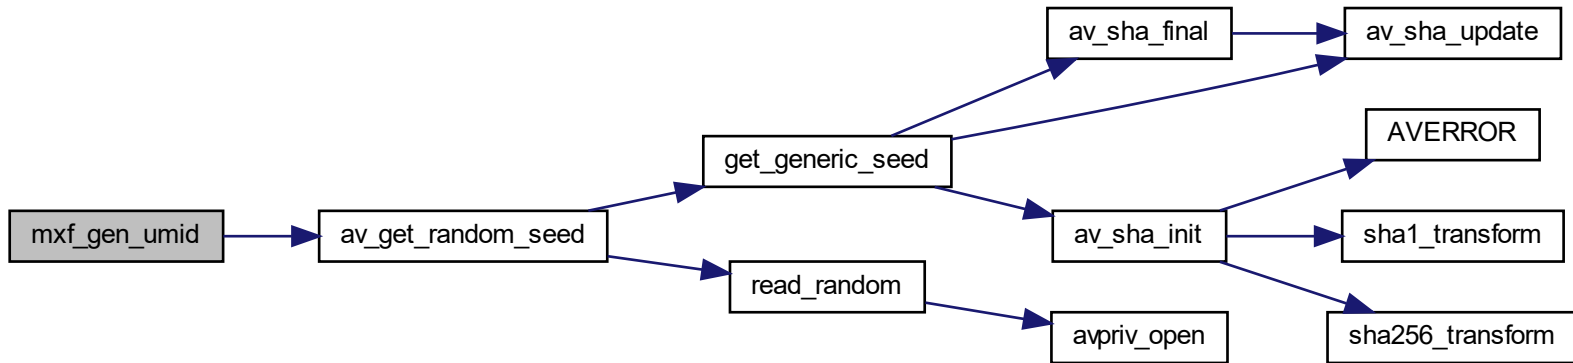 mxf_gen_umid
av_get_random_seed
get_generic_seed
read_random
av_sha_final
av_sha_init
avpriv_open
av_sha_update
AVERROR
sha1_transform
sha256_transform